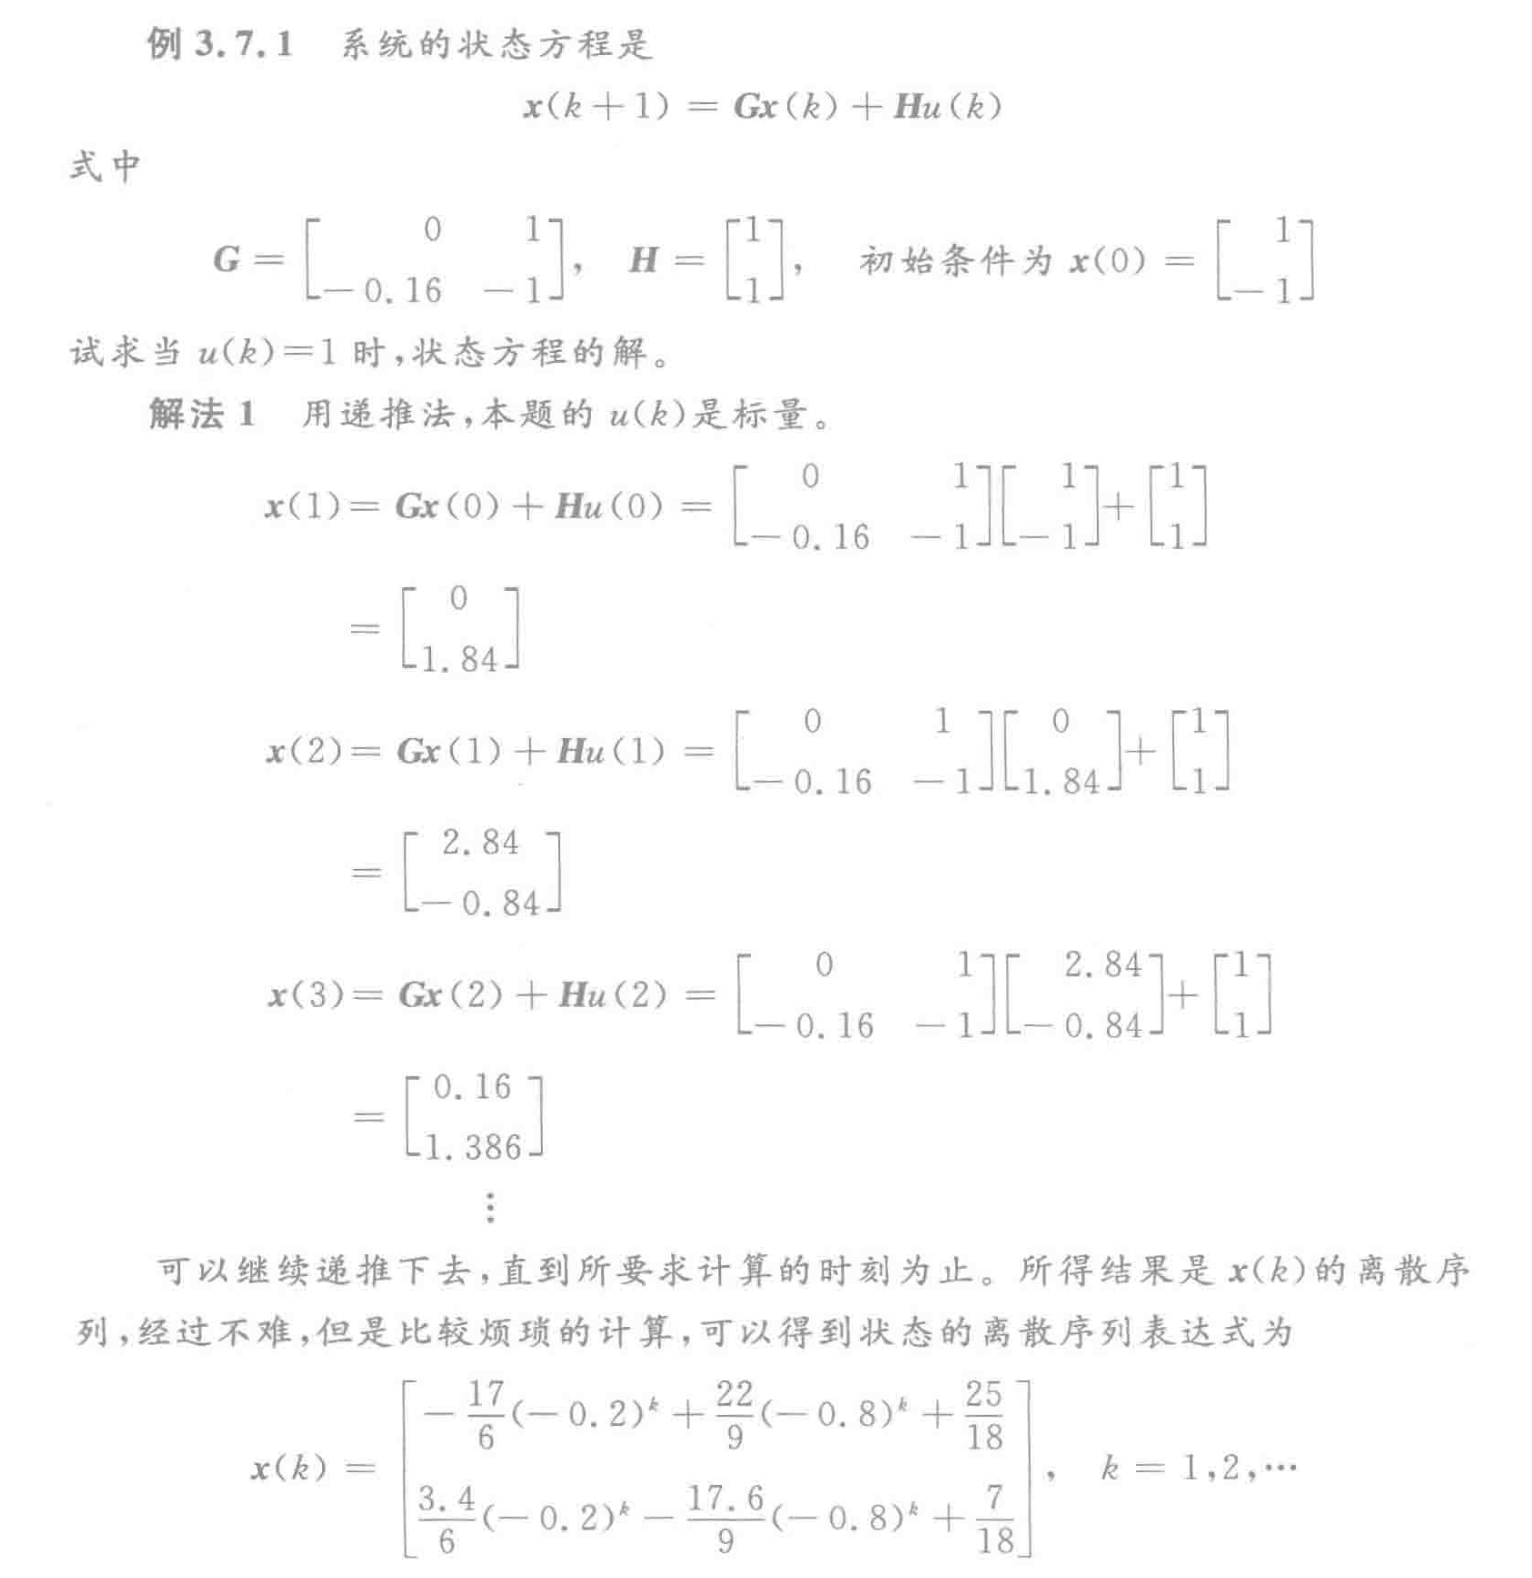 例 3.7.1 系统的状态方程是
x(k+1) = Gx(k) + Hu(k)
式中
G = [0 1; -0.16 -1], H = [1; 1], 初始条件为 x(0) = [1; -1]
试求当 u(k)=1 时,状态方程的解。
解法 1 用递推法,本题的 u(k)是标量。
x(1) = Gx(0) + Hu(0) = [0 1; -0.16 -1][1; -1] + [1; 1]
= [0; 1.84]
x(2) = Gx(1) + Hu(1) = [0 1; -0.16 -1][0; 1.84] + [1; 1]
= [2.84; -0.84]
x(3) = Gx(2) + Hu(2) = [0 1; -0.16 -1][2.84; -0.84] + [1; 1]
= [0.16; 1.386]
⋮
可以继续递推下去,直到所要求计算的时刻为止。所得结果是 x(k)的离散序
列,经过不难,但是比较烦琐的计算,可以得到状态的离散序列表达式为
x(k) = [-17/6(-0.2)^k + 22/9(-0.8)^k + 25/18; 3.4/6(-0.2)^k - 17.6/9(-0.8)^k + 7/18], k = 1,2,⋯